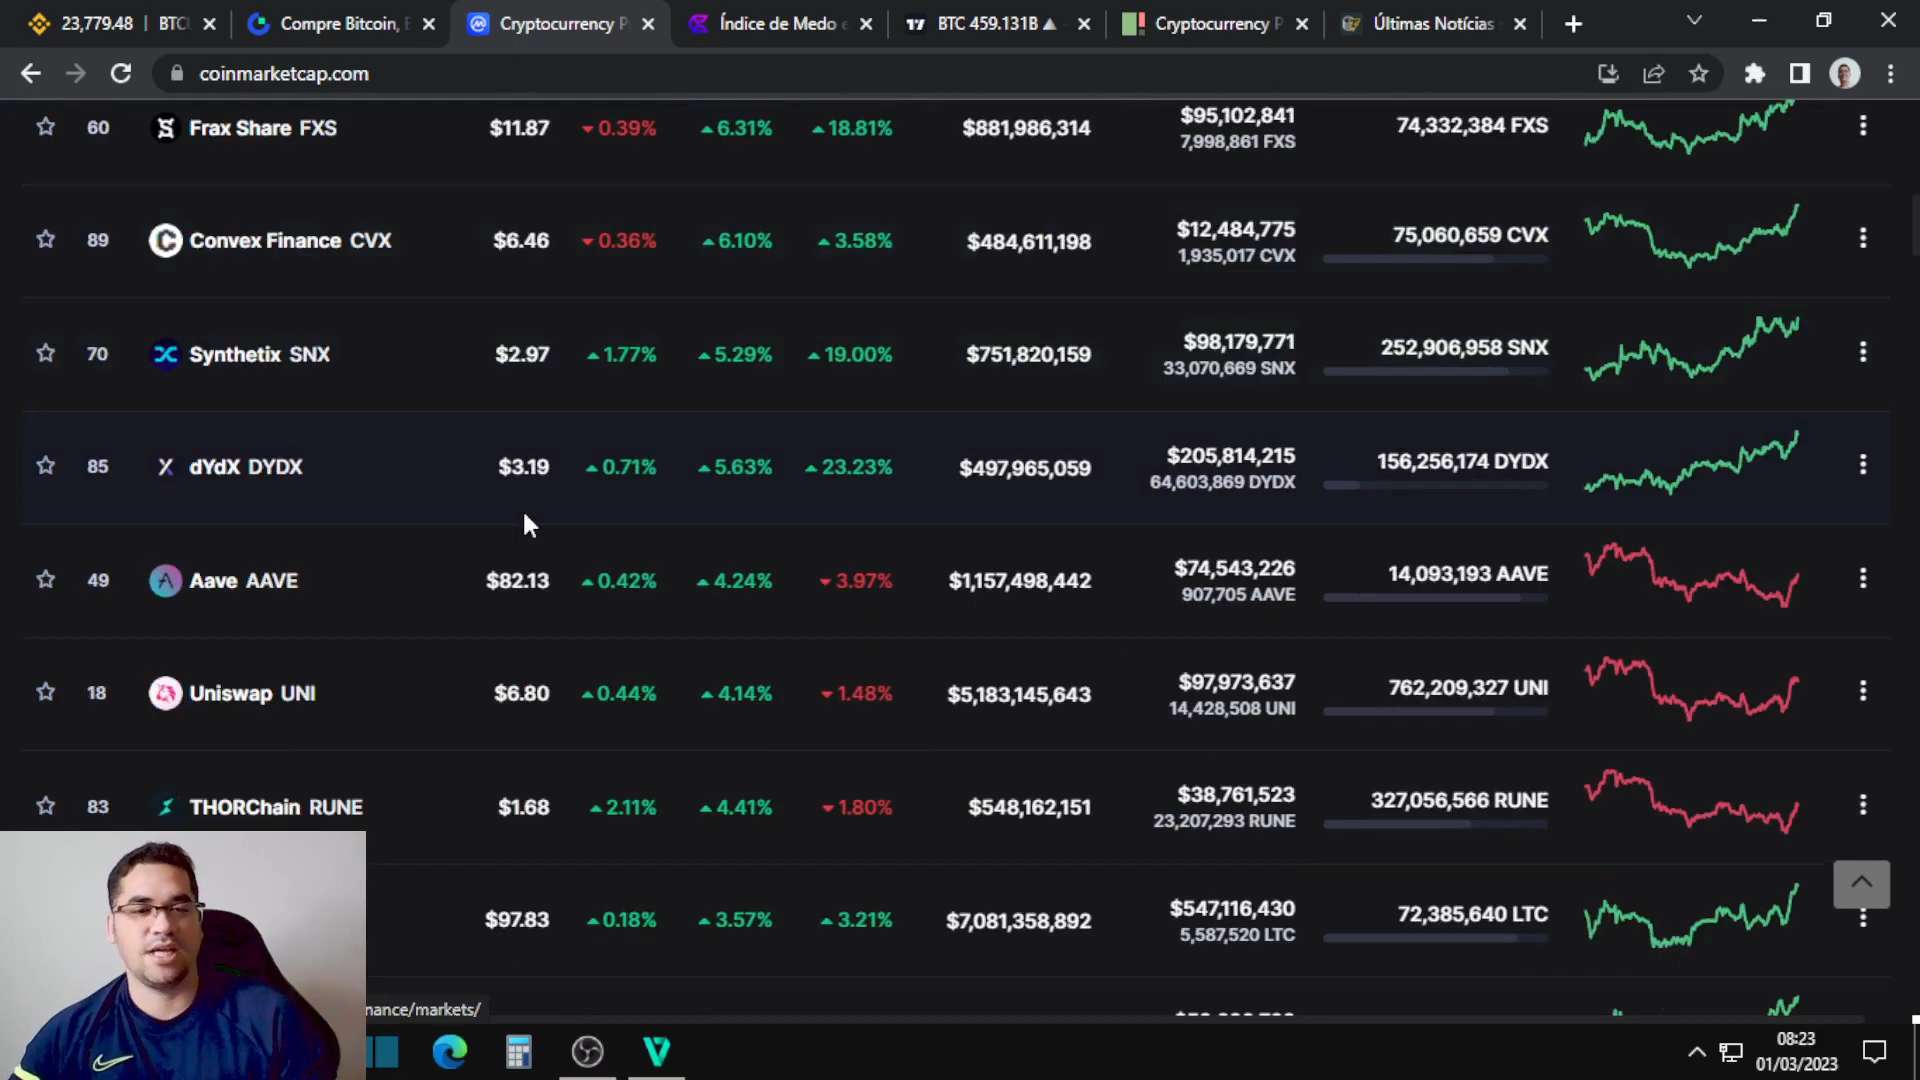 23,779.48 | BTCU
Compre Bitcoin, E
Cryptocurrency P
Índice de Medo e
BTC 459.131B ▲
Cryptocurrency P
Últimas Notícias
coinmarketcap.com
60 Frax Share FXS $11.87 0.39% 6.31% 18.81% $881,986,314 $95,102,841 74,332,384 FXS
7,998,861 FXS
89 Convex Finance CVX $6.46 0.36% 6.10% 3.58% $484,611,198 $12,484,775 75,060,659 CVX
1,935,017 CVX
70 Synthetix SNX $2.97 1.77% 5.29% 19.00% $751,820,159 $98,179,771 252,906,958 SNX
33,070,669 SNX
85 dYdX DYDX $3.19 0.71% 5.63% 23.23% $497,965,059 $205,814,215 156,256,174 DYDX
64,603,869 DYDX
49 Aave AAVE $82.13 0.42% 4.24% 3.97% $1,157,498,442 $74,543,226 14,093,193 AAVE
907,705 AAVE
18 Uniswap UNI $6.80 0.44% 4.14% 1.48% $5,183,145,643 $97,973,637 762,209,327 UNI
14,428,508 UNI
83 THORChain RUNE $1.68 2.11% 4.41% 1.80% $548,162,151 $38,761,523 327,056,566 RUNE
23,207,293 RUNE
$97.83 0.18% 3.57% 3.21% $7,081,358,892 $547,116,430 72,385,640 LTC
5,587,520 LTC
nance/markets/
08:23
01/03/2023